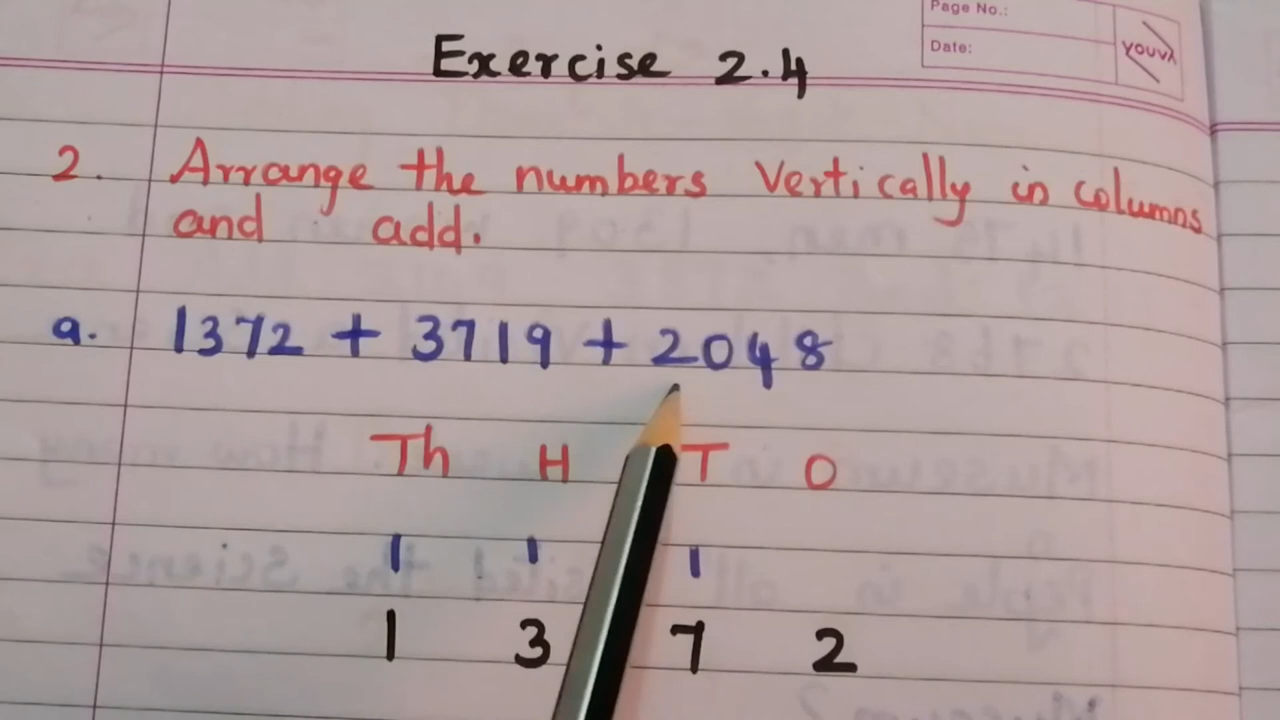 Page No.:
Date:
YOUVA
Exercise 2.4
2. Arrange the numbers Vertically in columns
and add.
a. 1372 + 3719 + 2048
Th H T O
1 1 1
1 3 7 2